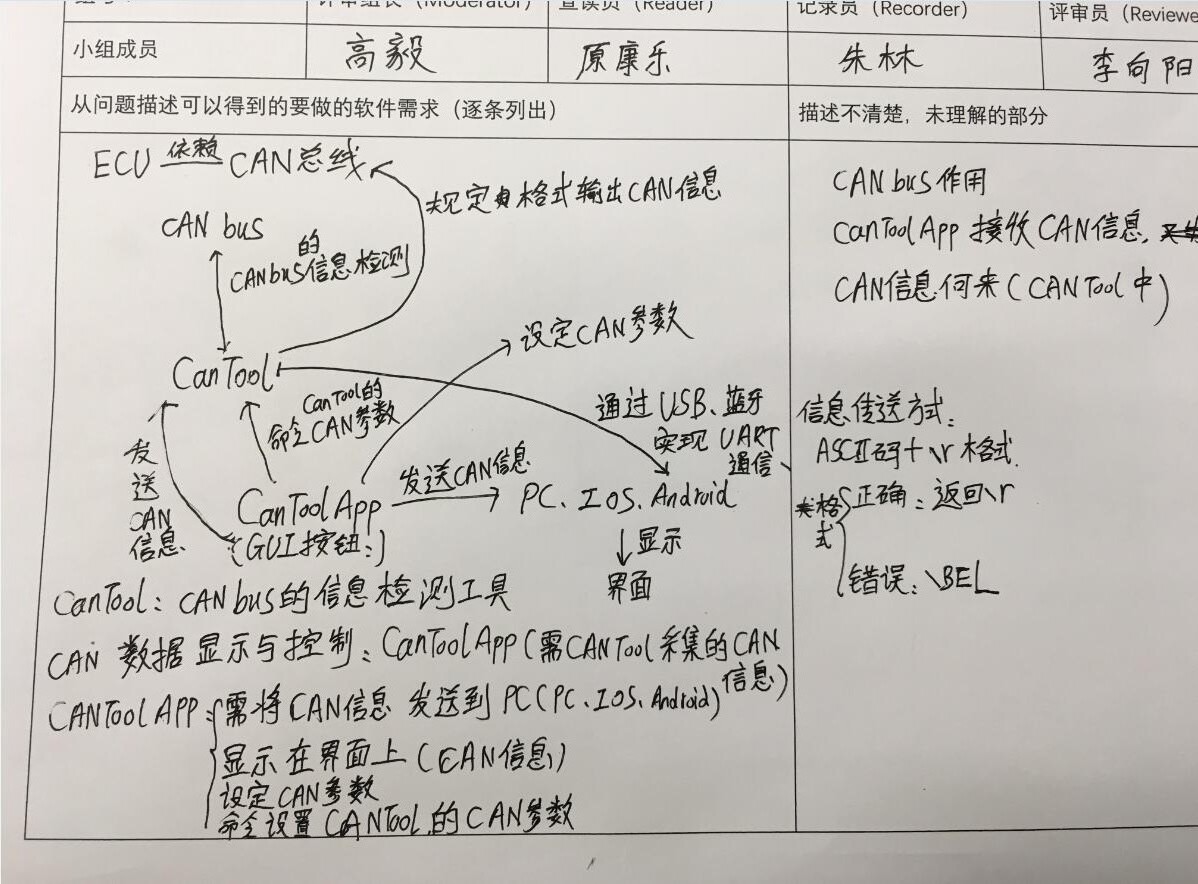 评审组长（Moderator）
宣读员（Reader）
记录员（Recorder）
评审员（Reviewe
小组成员
高毅
原康乐
朱林
李向阳
从问题描述可以得到的要做的软件需求（逐条列出）
描述不清楚，未理解的部分
ECU 依赖 CAN总线
规定 格式输出CAN信息
CAN bus
的
CANbus信息检测
设定CAN参数
CanTool
CanTool的
命令CAN参数
通过USB、蓝牙
实现UART
通信、
发送CAN信息
发送CAN信息
CanToolApp
(GUI按钮:)
PC、IOS、Android
显示
界面
CanTool：CANbus的信息检测工具
CAN 数据显示与控制：CanToolApp(需CANTool采集的CAN
信息)
CANToolAPP：需将CAN信息 发送到PC(PC、IOS、Android)
显示在界面上（CAN信息）
设定CAN参数
命令设置CANTool的CAN参数
CANbus作用
CanToolApp 接收CAN信息,
CAN信息何来(CANTool中)
信息传送方式：
ASCII码+\r格式.
格式
正确：返回\r
错误：\BEL